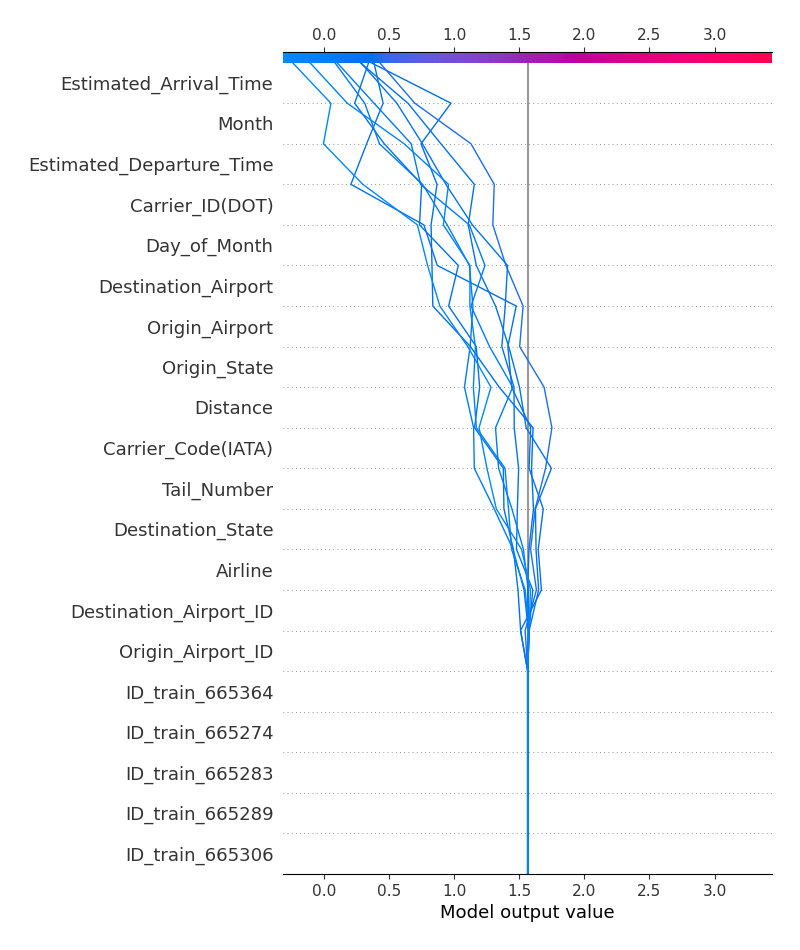 0.0 0.5 1.0 1.5 2.0 2.5 3.0
Estimated_Arrival_Time
Month
Estimated_Departure_Time
Carrier_ID(DOT)
Day_of_Month
Destination_Airport
Origin_Airport
Origin_State
Distance
Carrier_Code(IATA)
Tail_Number
Destination_State
Airline
Destination_Airport_ID
Origin_Airport_ID
ID_train_665364
ID_train_665274
ID_train_665283
ID_train_665289
ID_train_665306
0.0 0.5 1.0 1.5 2.0 2.5 3.0
Model output value